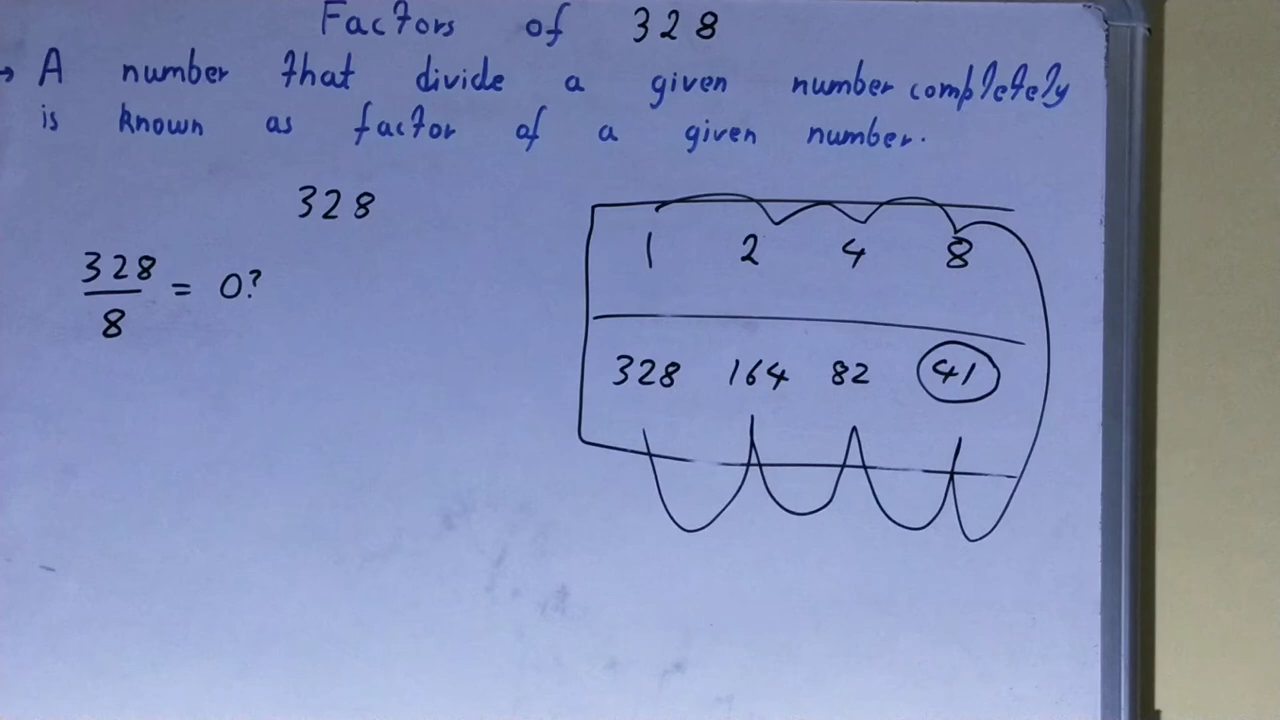 Factors of 328
→ A number that divide a given number completely
is known as factor of a given number.
328
328/8 = 0?
1 2 4 8
328 164 82 41